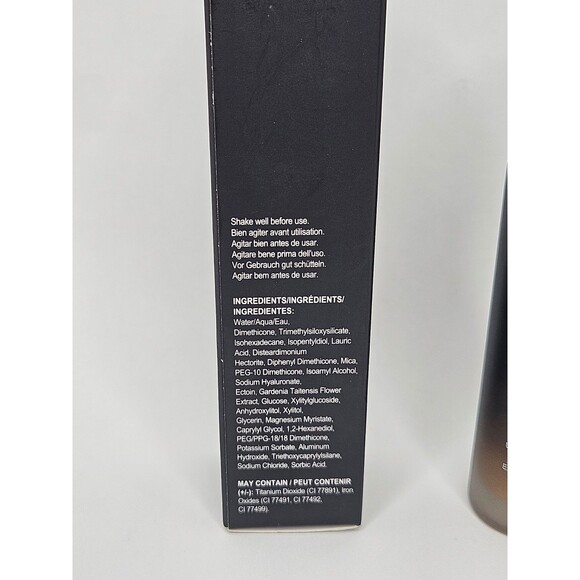 Shake well before use.
Bien agiter avant utilisation.
Agitar bien antes de usar.
Agitare bene prima dell'uso.
Vor Gebrauch gut schütteln.
Agitar bem antes de usar.
INGREDIENTS/INGRÉDIENTS/
INGREDIENTES:
Water/Aqua/Eau,
Dimethicone, Trimethylsiloxysilicate,
Isohexadecane, Isopentyldiol, Lauric
Acid, Disteardimonium
Hectorite, Diphenyl Dimethicone, Mica,
PEG-10 Dimethicone, Isoamyl Alcohol,
Sodium Hyaluronate,
Ectoin, Gardenia Taitensis Flower
Extract, Glucose, Xylitylglucoside,
Anhydroxylitol, Xylitol,
Glycerin, Magnesium Myristate,
Caprylyl Glycol, 1,2-Hexanediol,
PEG/PPG-18/18 Dimethicone,
Potassium Sorbate, Aluminum
Hydroxide, Triethoxycaprylylsilane,
Sodium Chloride, Sorbic Acid.
MAY CONTAIN / PEUT CONTENIR
(+/-): Titanium Dioxide (CI 77891), Iron
Oxides (CI 77491, CI 77492,
CI 77499).